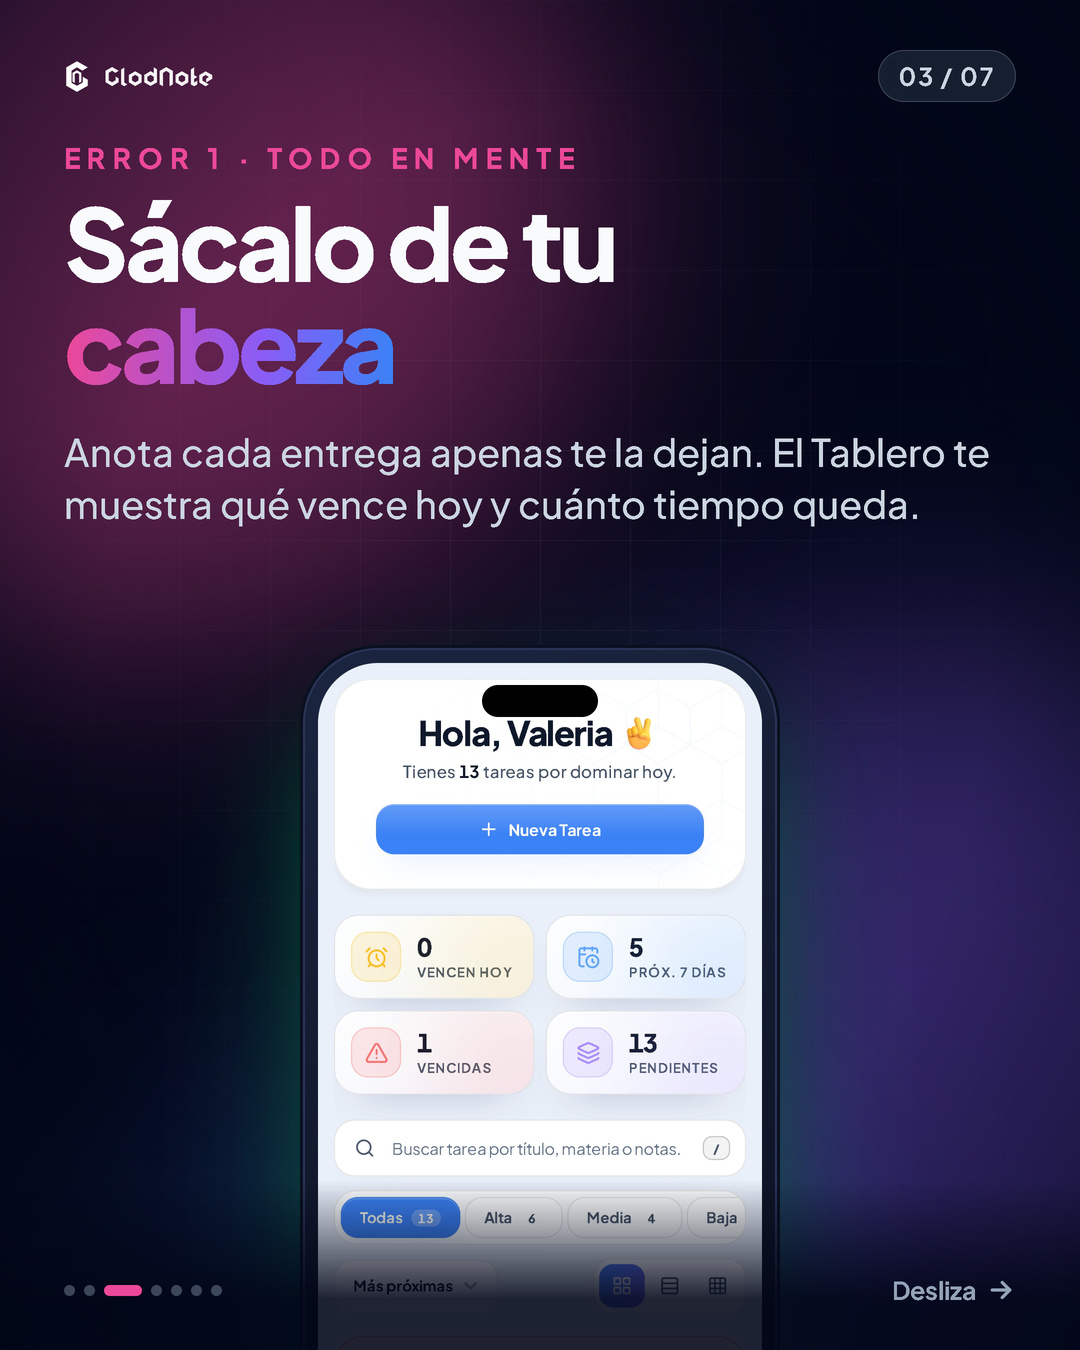 ClodNote
03 / 07
ERROR 1 · TODO EN MENTE
Sácalo de tu
cabeza
Anota cada entrega apenas te la dejan. El Tablero te
muestra qué vence hoy y cuánto tiempo queda.
Hola, Valeria ✌️
Tienes 13 tareas por dominar hoy.
+ Nueva Tarea
0
VENCEN HOY
5
PRÓX. 7 DÍAS
1
VENCIDAS
13
PENDIENTES
Buscar tarea por título, materia o notas. /
Todas 13 Alta 6 Media 4 Baja
Más próximas
Desliza →